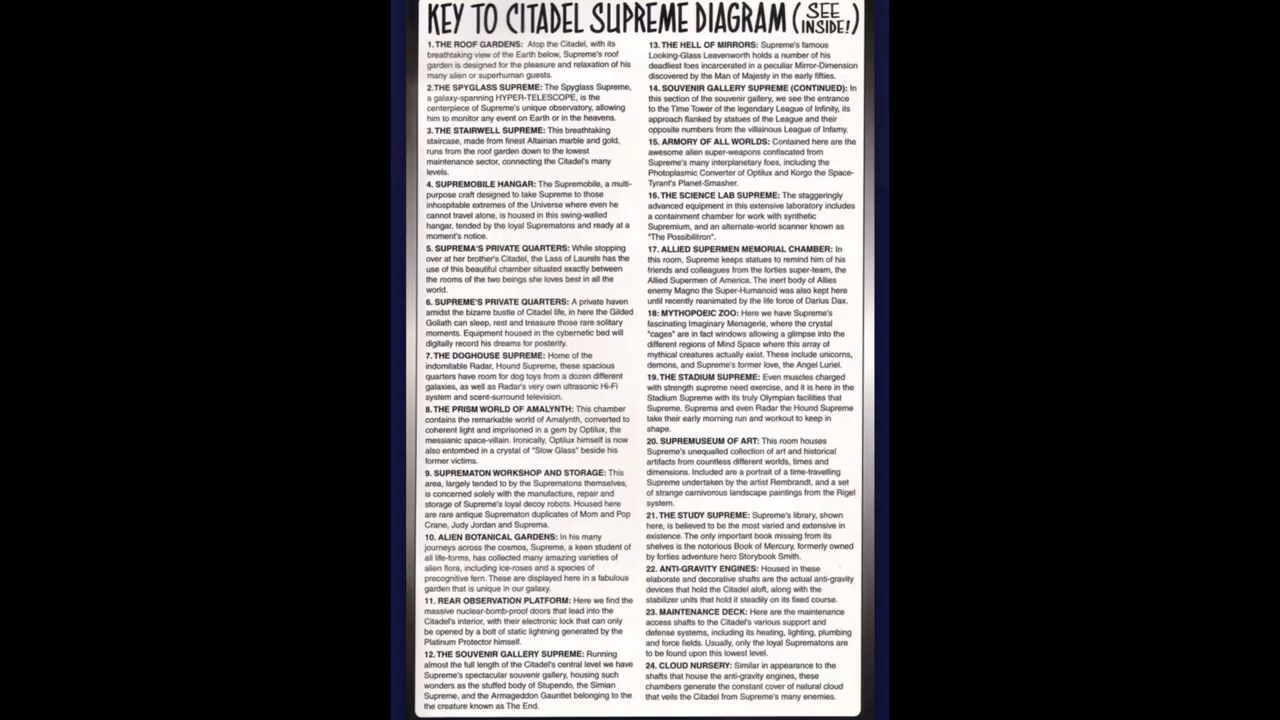 KEY TO CITADEL SUPREME DIAGRAM (SEE INSIDE!)
1. THE ROOF GARDENS: Atop the Citadel, with its
breathtaking view of the Earth below, Supreme's roof
garden is designed for the pleasure and relaxation of his
many alien or superhuman guests.
2.THE SPYGLASS SUPREME: The Spyglass Supreme,
a galaxy-spanning HYPER-TELESCOPE, is the
centerpiece of Supreme's unique observatory, allowing
him to monitor any event on Earth or in the heavens.
3. THE STAIRWELL SUPREME: This breathtaking
staircase, made from finest Altairian marble and gold,
runs from the roof garden down to the lowest
maintenance sector, connecting the Citadel's many
levels.
4. SUPREMOBILE HANGAR: The Supremobile, a multi-
purpose craft designed to take Supreme to those
inhospitable extremes of the Universe where even he
cannot travel alone, is housed in this swing-walled
hangar, tended by the loyal Suprematons and ready at a
moment's notice.
5. SUPREMA'S PRIVATE QUARTERS: While stopping
over at her brother's Citadel, the Lass of Laurels has the
use of this beautiful chamber situated exactly between
the rooms of the two beings she loves best in all the
world.
6. SUPREME'S PRIVATE QUARTERS: A private haven
amidst the bizarre bustle of Citadel life, in here the Gilded
Goliath can sleep, rest and treasure those rare solitary
moments. Equipment housed in the cybernetic bed will
digitally record his dreams for posterity.
7. THE DOGHOUSE SUPREME: Home of the
indomitable Radar, Hound Supreme, these spacious
quarters have room for dog toys from a dozen different
galaxies, as well as Radar's very own ultrasonic Hi-Fi
system and scent-surround television.
8. THE PRISM WORLD OF AMALYNTH: This chamber
contains the remarkable world of Amalynth, converted to
coherent light and imprisoned in a gem by Optilux, the
messianic space-villain. Ironically, Optilux himself is now
also entombed in a crystal of "Slow Glass" beside his
former victims.
9. SUPREMATON WORKSHOP AND STORAGE: This
area, largely tended to by the Suprematons themselves,
is concerned solely with the manufacture, repair and
storage of Supreme's loyal decoy robots. Housed here
are rare antique Suprematon duplicates of Mom and Pop
Crane, Judy Jordan and Suprema.
10. ALIEN BOTANICAL GARDENS: In his many
journeys across the cosmos, Supreme, a keen student of
all life-forms, has collected many amazing varieties of
alien flora, including ice-roses and a species of
precognitive fern. These are displayed here in a fabulous
garden that is unique in our galaxy.
11. REAR OBSERVATION PLATFORM: Here we find the
massive nuclear-bomb-proof doors that lead into the
Citadel's interior, with their electronic lock that can only
be opened by a bolt of static lightning generated by the
Platinum Protector himself.
12. THE SOUVENIR GALLERY SUPREME: Running
almost the full length of the Citadel's central level we have
Supreme's spectacular souvenir gallery, housing such
wonders as the stuffed body of Stupendo, the Simian
Supreme, and the Armageddon Gauntlet belonging to the
the creature known as The End.
13. THE HELL OF MIRRORS: Supreme's famous
Looking-Glass Leavenworth holds a number of his
deadliest foes incarcerated in a peculiar Mirror-Dimension
discovered by the Man of Majesty in the early fifties.
14. SOUVENIR GALLERY SUPREME (CONTINUED): In
this section of the souvenir gallery, we see the entrance
to the Time Tower of the legendary League of Infinity, its
approach flanked by statues of the League and their
opposite numbers from the villainous League of Infamy.
15. ARMORY OF ALL WORLDS: Contained here are the
awesome alien super-weapons confiscated from
Supreme's many interplanetary foes, including the
Photoplasmic Converter of Optilux and Korgo the Space-
Tyrant's Planet-Smasher.
16. THE SCIENCE LAB SUPREME: The staggeringly
advanced equipment in this extensive laboratory includes
a containment chamber for work with synthetic
Supremium, and an alternate-world scanner known as
"The Possibilitron".
17. ALLIED SUPERMEN MEMORIAL CHAMBER: In
this room, Supreme keeps statues to remind him of his
friends and colleagues from the forties super-team, the
Allied Supermen of America. The inert body of Allies
enemy Magno the Super-Humanoid was also kept here
until recently reanimated by the life force of Darius Dax.
18: MYTHOPOEIC ZOO: Here we have Supreme's
fascinating Imaginary Menagerie, where the crystal
"cages" are in fact windows allowing a glimpse into the
different regions of Mind Space where this array of
mythical creatures actually exist. These include unicorns,
demons, and Supreme's former love, the Angel Luriel.
19. THE STADIUM SUPREME: Even muscles charged
with strength supreme need exercise, and it is here in the
Stadium Supreme with its truly Olympian facilities that
Supreme, Suprema and even Radar the Hound Supreme
take their early morning run and workout to keep in
shape.
20. SUPREMUSEUM OF ART: This room houses
Supreme's unequalled collection of art and historical
artifacts from countless different worlds, times and
dimensions. Included are a portrait of a time-travelling
Supreme undertaken by the artist Rembrandt, and a set
of strange carnivorous landscape paintings from the Rigel
system.
21. THE STUDY SUPREME: Supreme's library, shown
here, is believed to be the most varied and extensive in
existence. The only important book missing from its
shelves is the notorious Book of Mercury, formerly owned
by forties adventure hero Storybook Smith.
22. ANTI-GRAVITY ENGINES: Housed in these
elaborate and decorative shafts are the actual anti-gravity
devices that hold the Citadel aloft, along with the
stabilizer units that hold it steadily on its fixed course.
23. MAINTENANCE DECK: Here are the maintenance
access shafts to the Citadel's various support and
defense systems, including its heating, lighting, plumbing
and force fields. Usually, only the loyal Suprematons are
to be found upon this lowest level.
24. CLOUD NURSERY: Similar in appearance to the
shafts that house the anti-gravity engines, these
chambers generate the constant cover of natural cloud
that veils the Citadel from Supreme's many enemies.